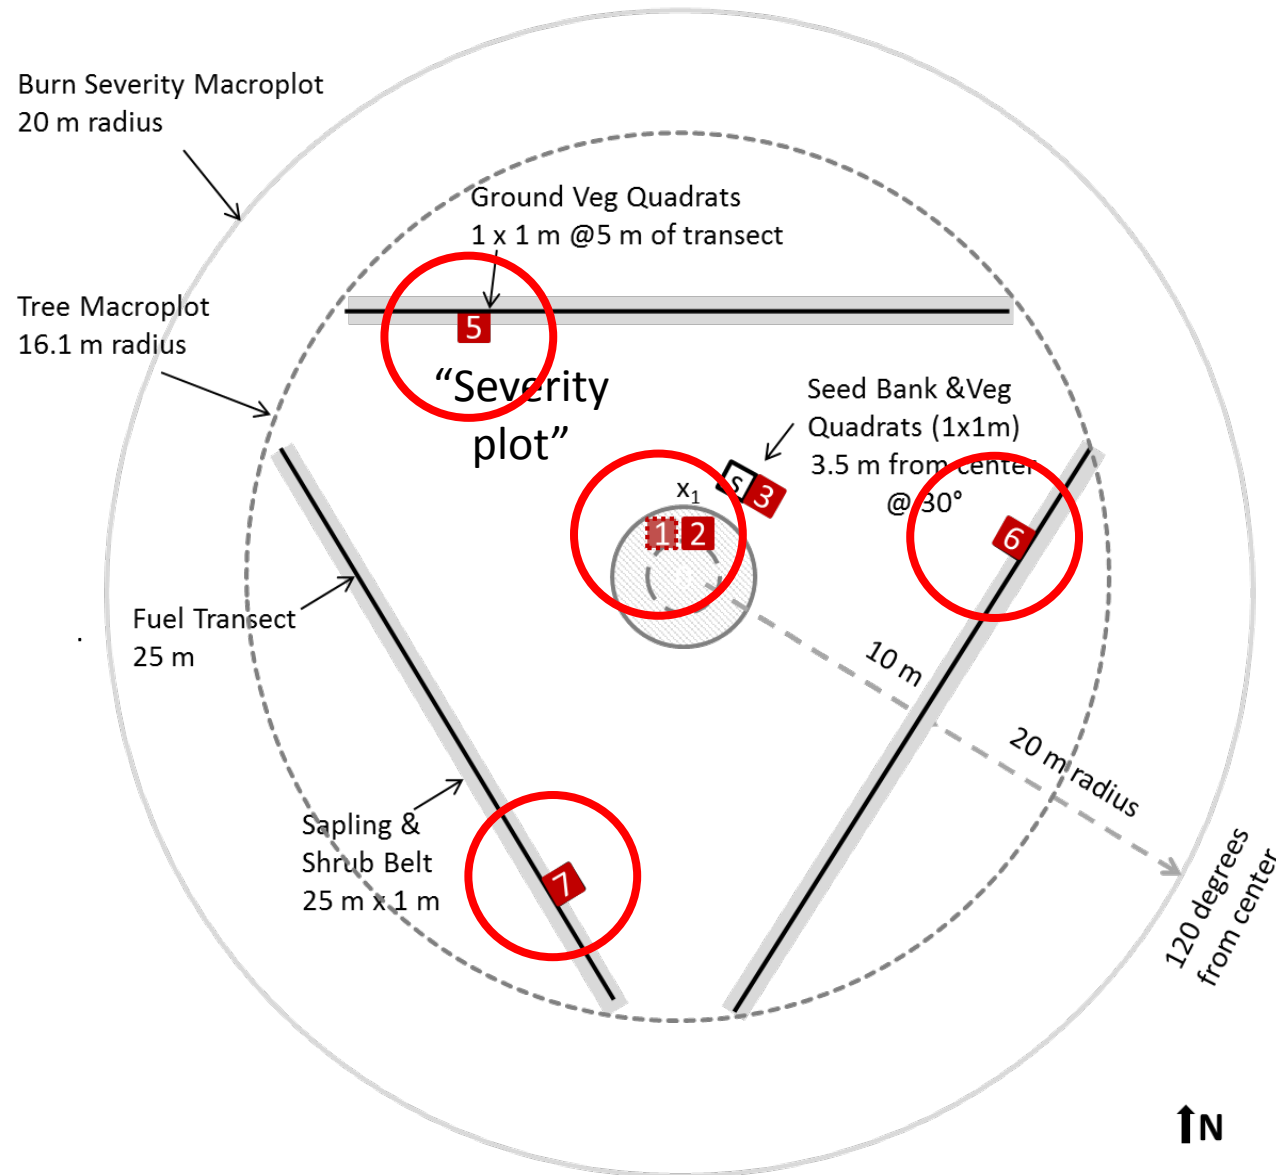 Burn Severity Macroplot
20 m radius
Ground Veg Quadrats
1 x 1 m @5 m of transect
Tree Macroplot
16.1 m radius
5
“Severity
plot”
Seed Bank &Veg
Quadrats (1x1m)
3.5 m from center
@ 30°
S 3
x1
1 2
6
Fuel Transect
25 m
.
10 m
20 m radius
Sapling &
Shrub Belt
25 m x 1 m
7
120 degrees
from center
N